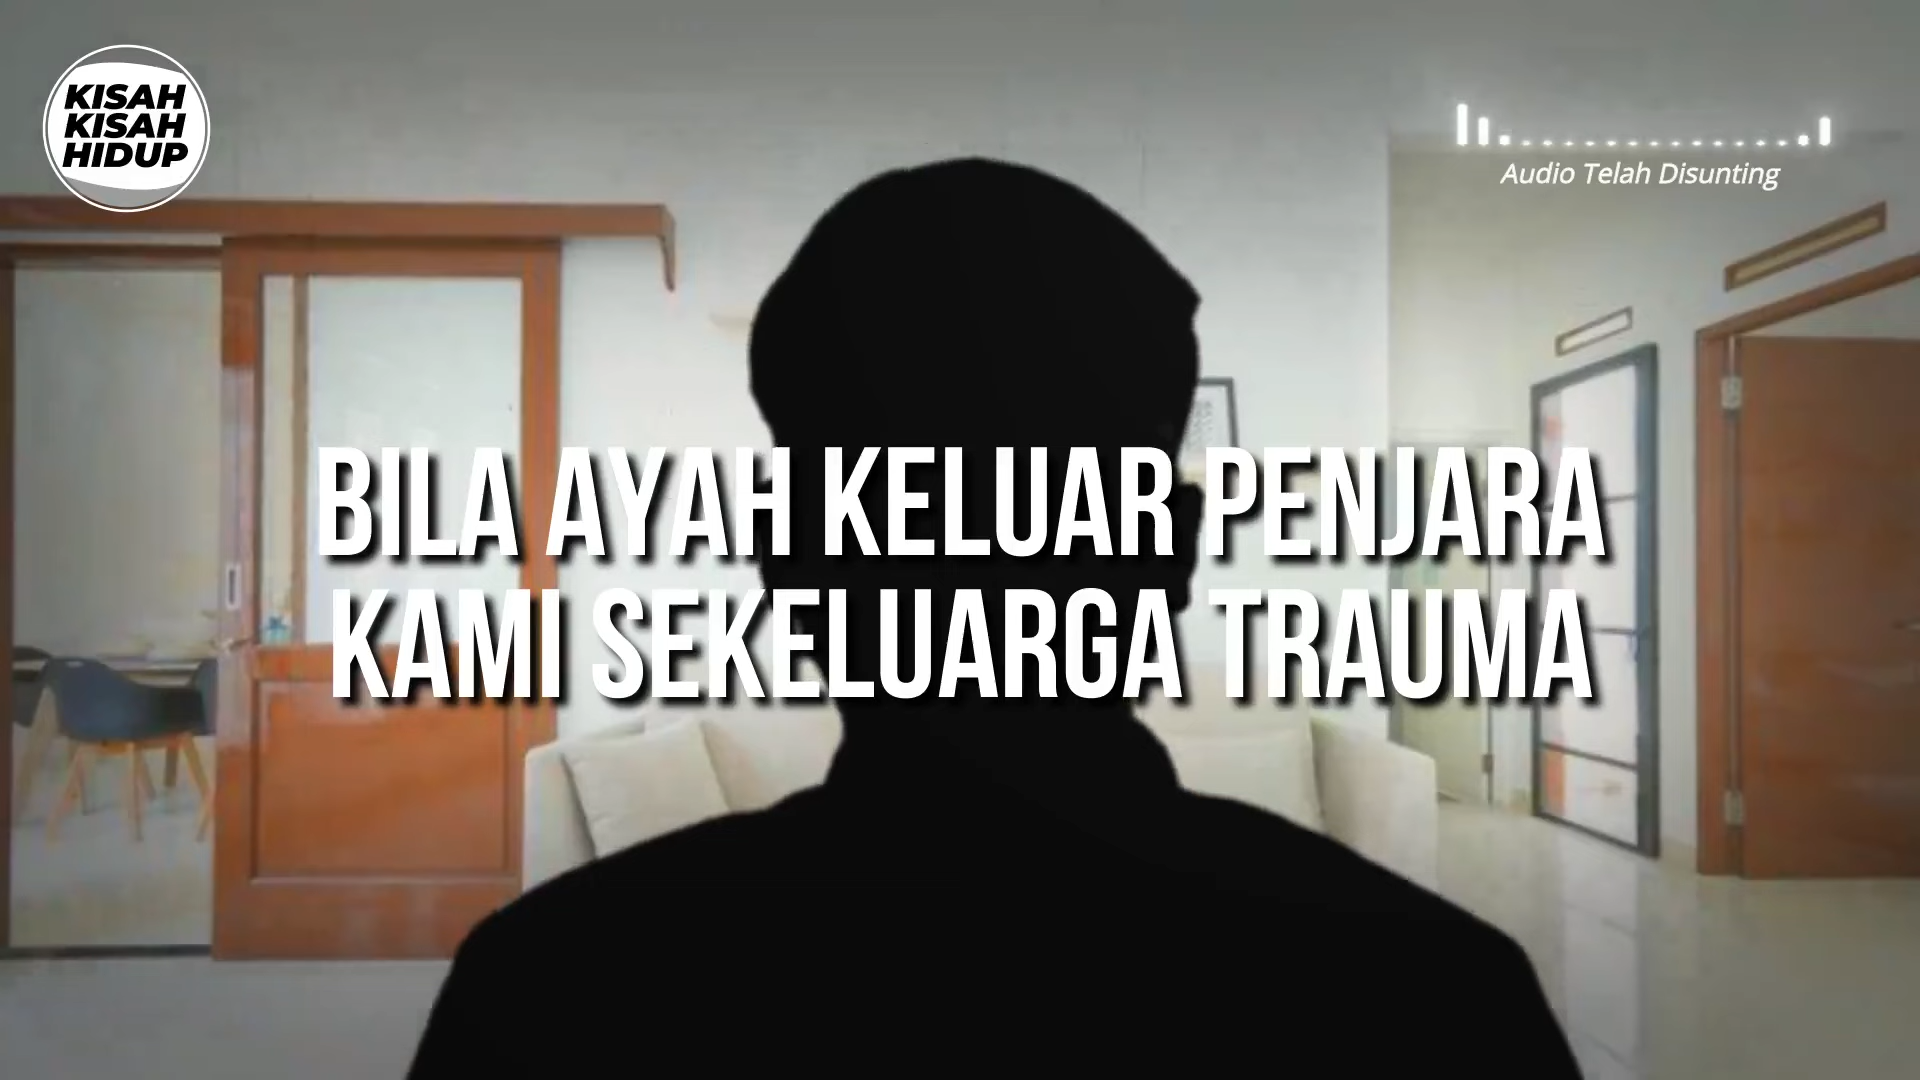 KISAH
KISAH
HIDUP
Audio Telah Disunting
BILA AYAH KELUAR PENJARA
KAMI SEKELUARGA TRAUMA